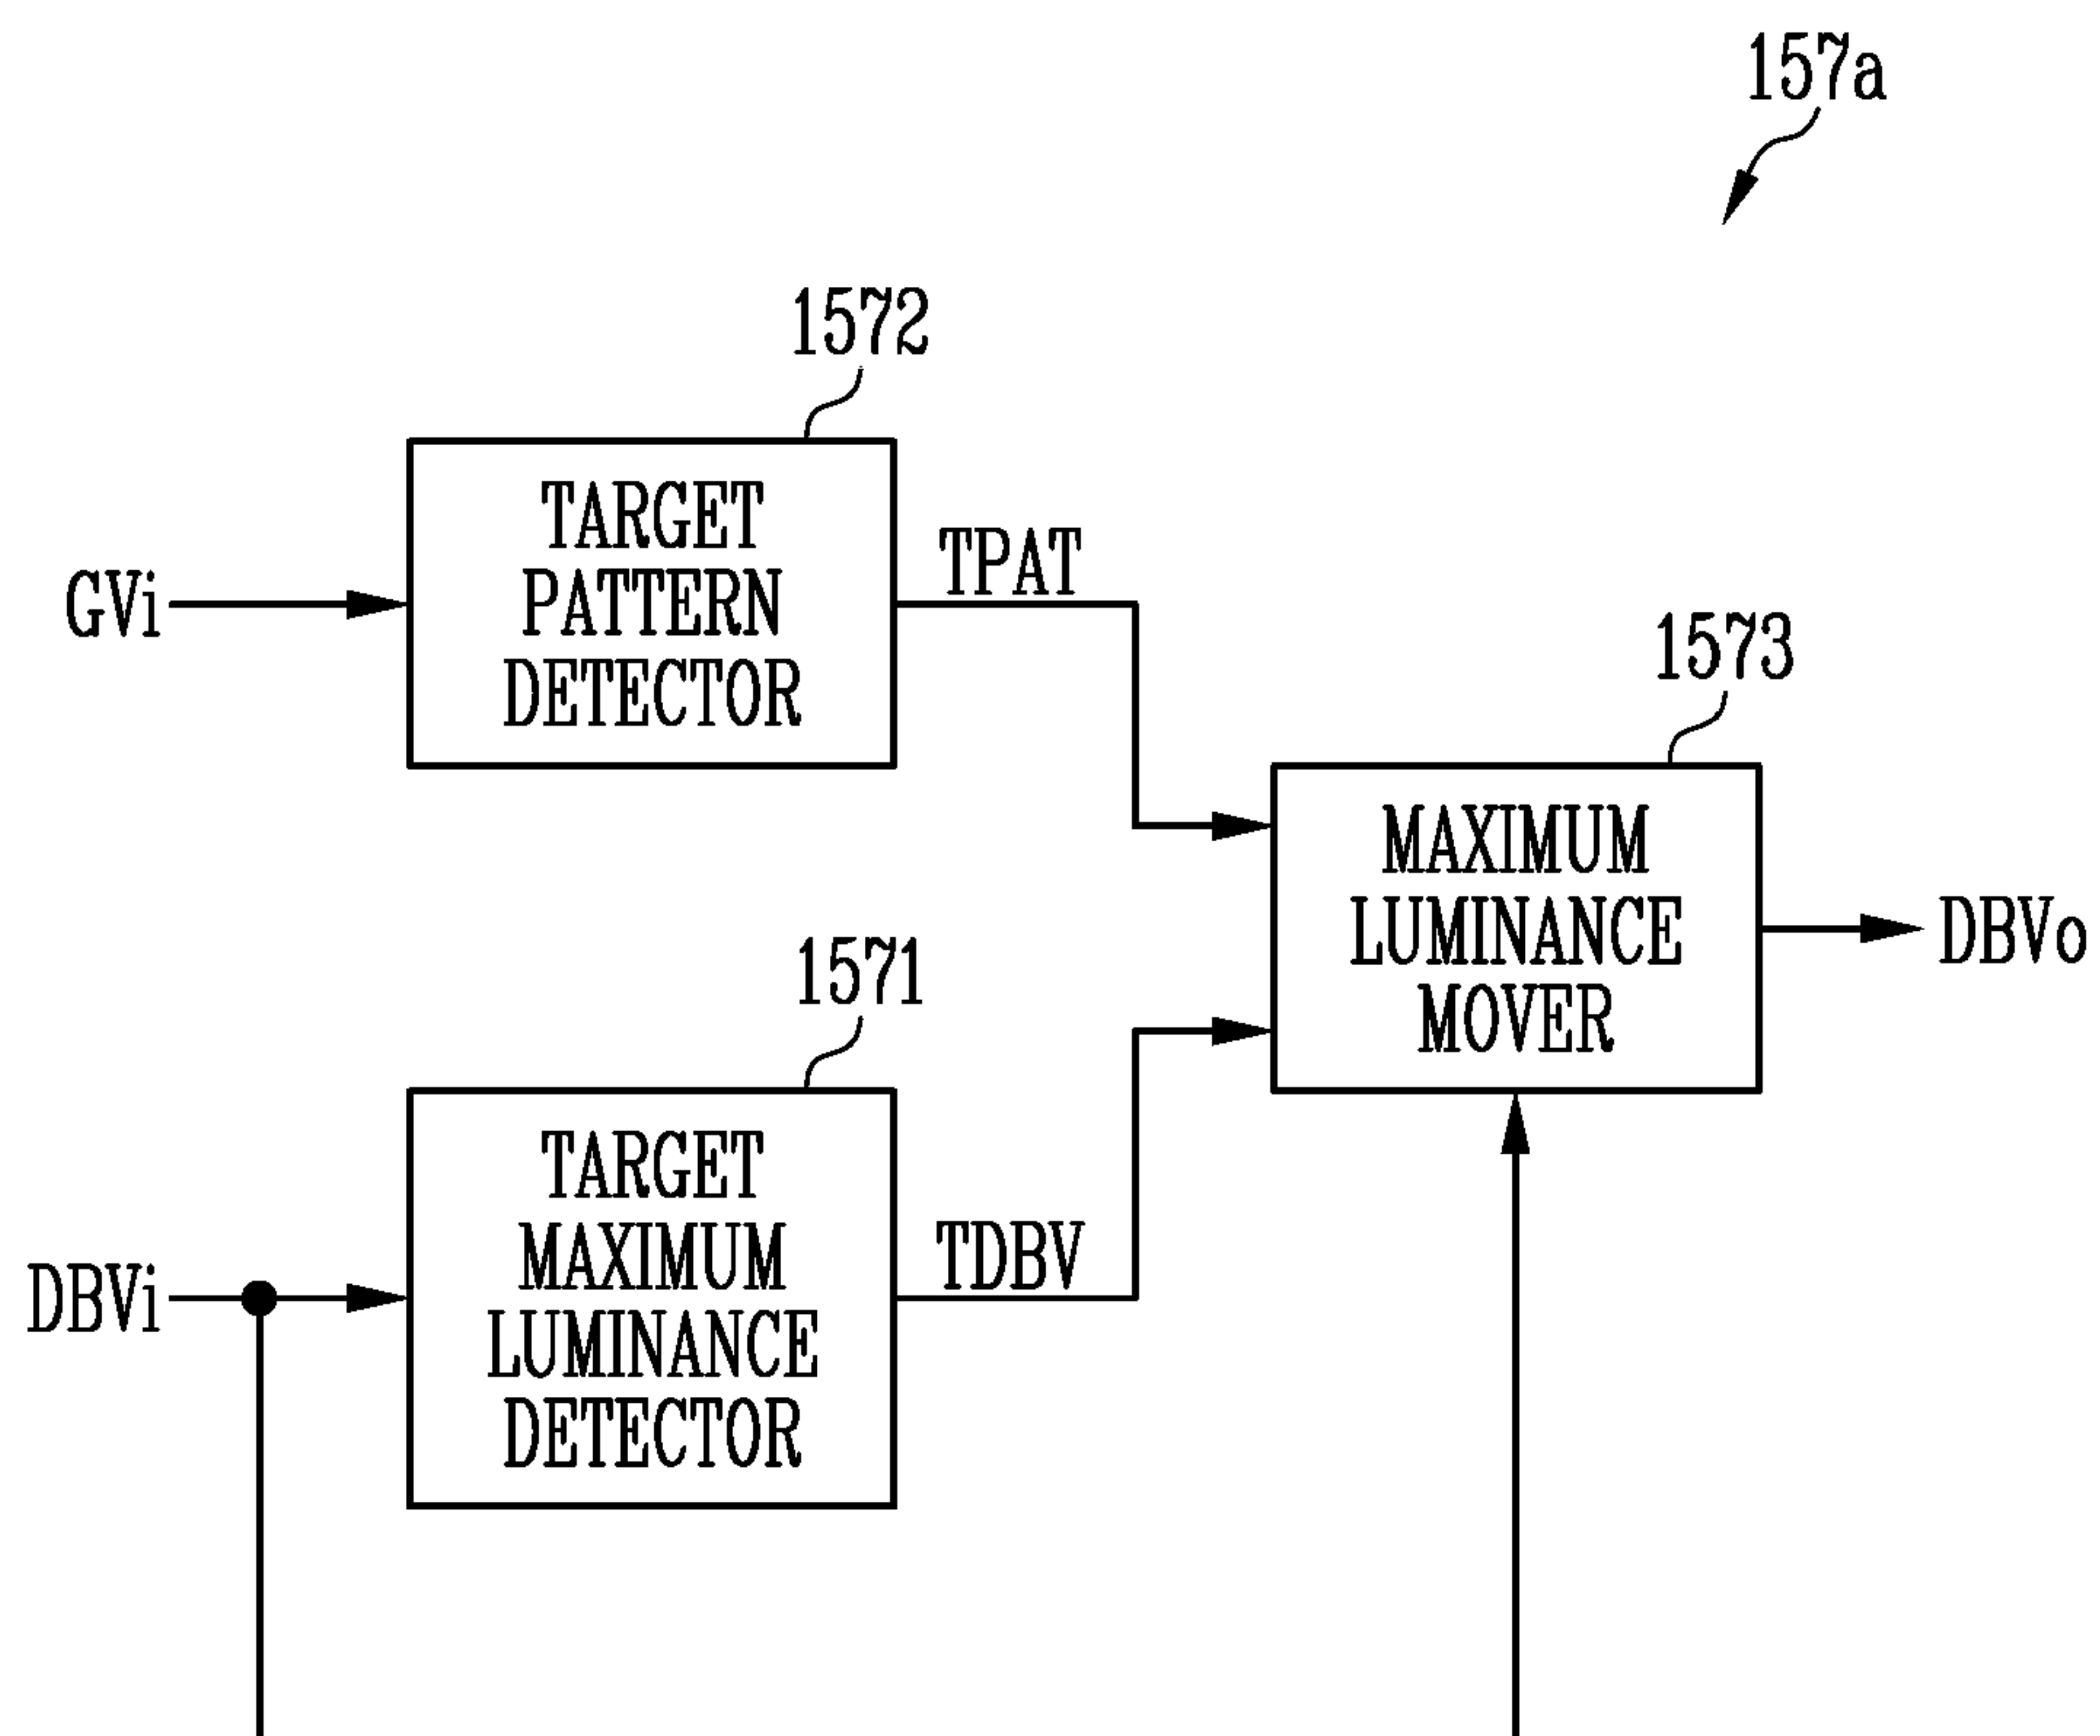 157a
1572
TARGET
PATTERN
DETECTOR
GVi
TPAT
1573
MAXIMUM
LUMINANCE
MOVER
DBVo
1571
TARGET
MAXIMUM
LUMINANCE
DETECTOR
DBVi
TDBV